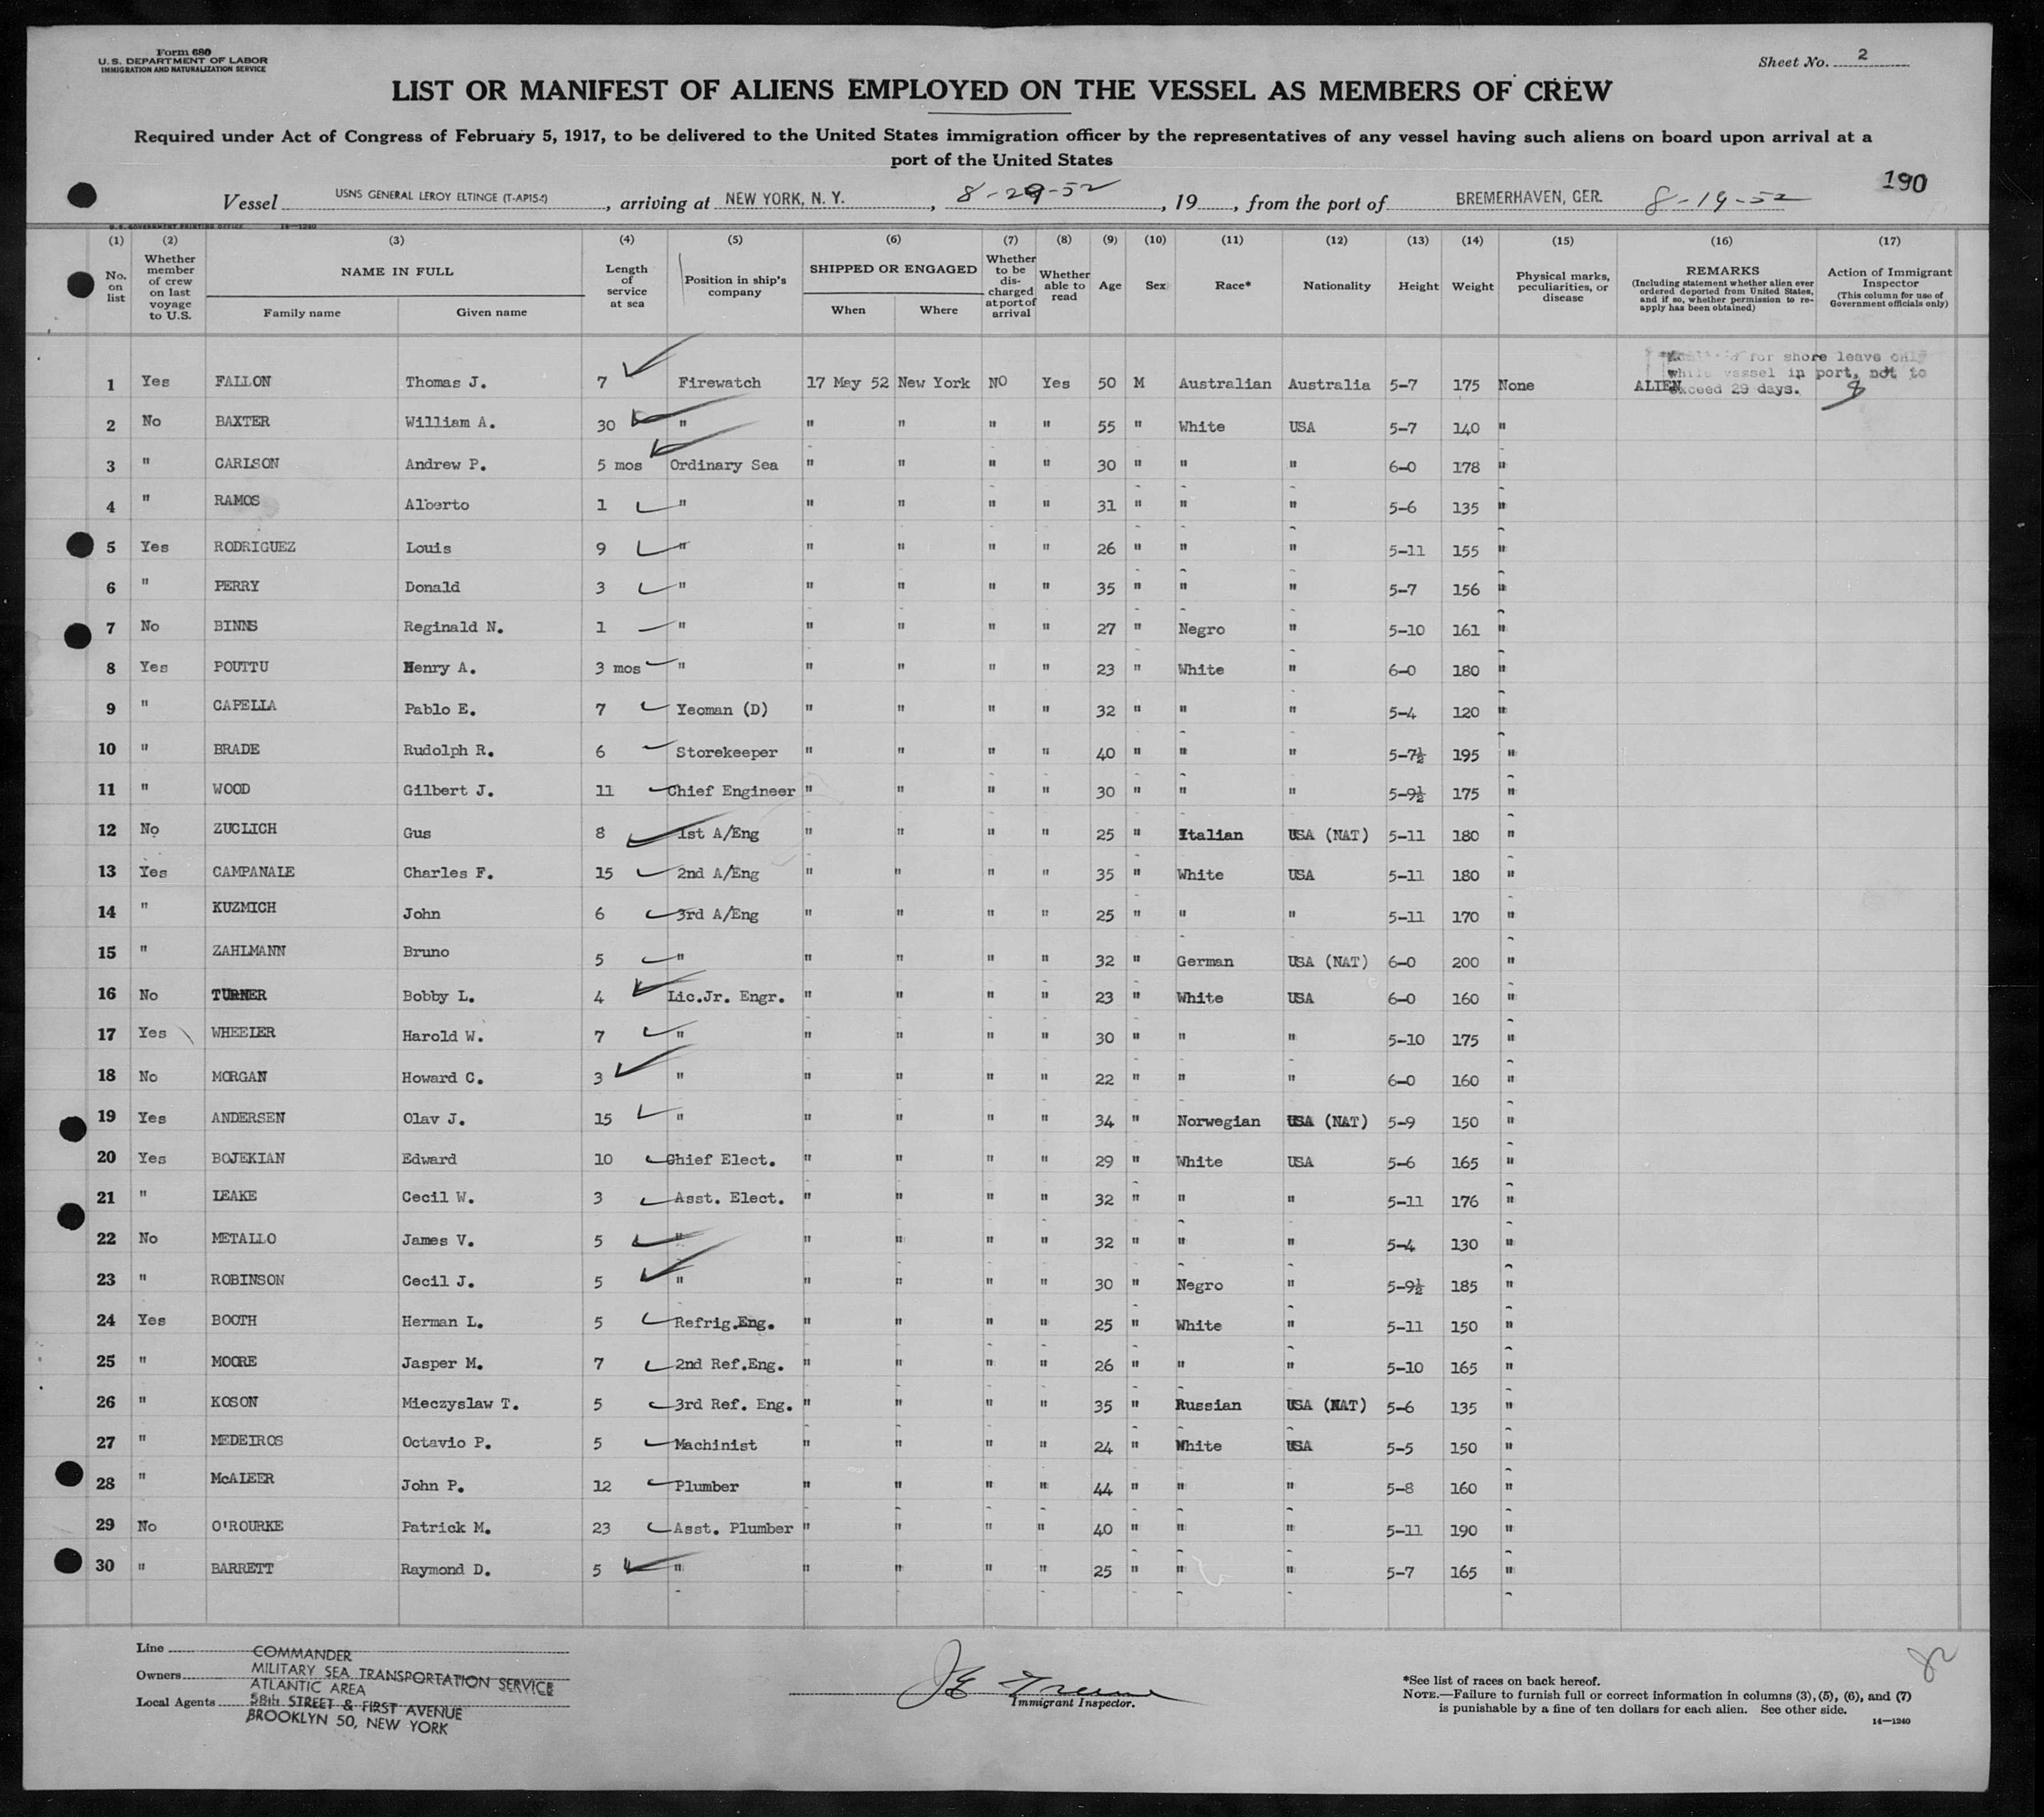 Form 680
U.S. DEPARTMENT OF LABOR
IMMIGRATION AND NATURALIZATION SERVICE
Sheet No. 2
LIST OR MANIFEST OF ALIENS EMPLOYED ON THE VESSEL AS MEMBERS OF CREW
Required under Act of Congress of February 5, 1917, to be delivered to the United States immigration officer by the representatives of any vessel having such aliens on board upon arrival at a
port of the United States
190
Vessel USNS GENERAL LEROY ELTINGE (T-AP154), arriving at NEW YORK, N. Y., 8-29-52, 19, from the port of BREMERHAVEN, GER. 8-19-52
U.S. GOVERNMENT PRINTING OFFICE 14-1240
(1) (2) (3) (4) (5) (6) (7) (8) (9) (10) (11) (12) (13) (14) (15) (16) (17)
No. on list
Whether member of crew on last voyage to U.S.
NAME IN FULL
Family name Given name
Length of service at sea
Position in ship's company
SHIPPED OR ENGAGED
When Where
Whether to be discharged at port of arrival
Whether able to read
Age Sex Race* Nationality Height Weight
Physical marks, peculiarities, or disease
REMARKS
(Including statement whether alien ever ordered deported from United States, and if so, whether permission to re-apply has been obtained)
Action of Immigrant Inspector
(This column for use of Government officials only)
for shore leave only
while vessel in port, not to
exceed 29 days.
1 Yes FALLON Thomas J. 7 Firewatch 17 May 52 New York NO Yes 50 M Australian Australia 5-7 175 None ALIEN
2 No BAXTER William A. 30 " " " " " 55 " White USA 5-7 140 "
3 " CARLSON Andrew P. 5 mos Ordinary Sea " " " " 30 " " " 6-0 178 "
4 " RAMOS Alberto 1 " " " " " 31 " " " 5-6 135 "
5 Yes RODRIGUEZ Louis 9 " " " " " 26 " " " 5-11 155 "
6 " PERRY Donald 3 " " " " " 35 " " " 5-7 156 "
7 No BINNS Reginald N. 1 " " " " " 27 " Negro " 5-10 161 "
8 Yes POUTTU Henry A. 3 mos " " " " " 23 " White " 6-0 180 "
9 " CAPELLA Pablo E. 7 Yeoman (D) " " " " 32 " " " 5-4 120 "
10 " BRADE Rudolph R. 6 Storekeeper " " " " 40 " " " 5-7½ 195 "
11 " WOOD Gilbert J. 11 Chief Engineer " " " " 30 " " " 5-9½ 175 "
12 No ZUCLICH Gus 8 1st A/Eng " " " " 25 " Italian USA (NAT) 5-11 180 "
13 Yes CAMPANALE Charles F. 15 2nd A/Eng " " " " 35 " White USA 5-11 180 "
14 " KUZMICH John 6 3rd A/Eng " " " " 25 " " " 5-11 170 "
15 " ZAHLMANN Bruno 5 " " " " " 32 " German USA (NAT) 6-0 200 "
16 No TURNER Bobby L. 4 Lic.Jr. Engr. " " " " 23 " White USA 6-0 160 "
17 Yes WHEELER Harold W. 7 " " " " " 30 " " " 5-10 175 "
18 No MORGAN Howard C. 3 " " " " " 22 " " " 6-0 160 "
19 Yes ANDERSEN Olav J. 15 " " " " " 34 " Norwegian USA (NAT) 5-9 150 "
20 Yes BOJEKIAN Edward 10 Chief Elect. " " " " 29 " White USA 5-6 165 "
21 " LEAKE Cecil W. 3 Asst. Elect. " " " " 32 " " " 5-11 176 "
22 No METALLO James V. 5 " " " " " 32 " " " 5-4 130 "
23 " ROBINSON Cecil J. 5 " " " " " 30 " Negro " 5-9½ 185 "
24 Yes BOOTH Herman L. 5 Refrig.Eng. " " " " 25 " White " 5-11 150 "
25 " MOORE Jasper M. 7 2nd Ref.Eng. " " " " 26 " " " 5-10 165 "
26 " KOSON Mieczyslaw T. 5 3rd Ref. Eng. " " " " 35 " Russian USA (NAT) 5-6 135 "
27 " MEDEIROS Octavio P. 5 Machinist " " " " 24 " White USA 5-5 150 "
28 " McALEER John P. 12 Plumber " " " " 44 " " " 5-8 160 "
29 No O'ROURKE Patrick M. 23 Asst. Plumber " " " " 40 " " " 5-11 190 "
30 " BARRETT Raymond D. 5 " " " " " 25 " " " 5-7 165 "
Line COMMANDER
Owners MILITARY SEA TRANSPORTATION SERVICE
ATLANTIC AREA
Local Agents 58th STREET & FIRST AVENUE
BROOKLYN 50, NEW YORK
Immigrant Inspector.
*See list of races on back hereof.
NOTE.—Failure to furnish full or correct information in columns (3), (5), (6), and (7)
is punishable by a fine of ten dollars for each alien. See other side.
14—1240